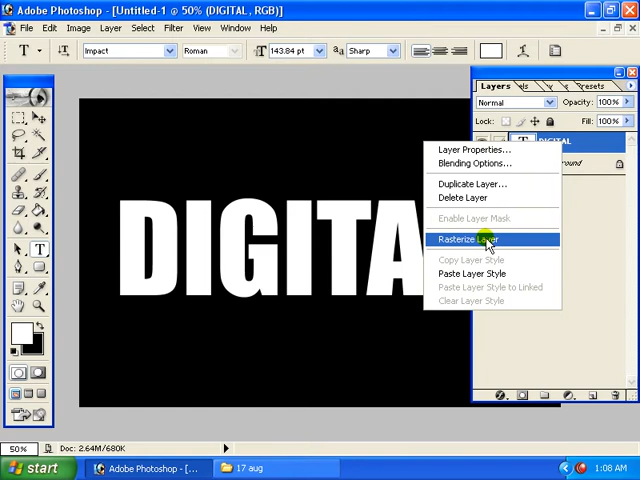 Adobe Photoshop - [Untitled-1 @ 50% (DIGITAL , RGB)]
File Edit Image Layer Select Filter View Window Help
T Impact Roman 143.84 pt aa Sharp
Layers Presets
Normal Opacity: 100%
Lock: Fill: 100%
T DIGITAL
Layer Properties...
Blending Options...
Duplicate Layer...
Delete Layer
Enable Layer Mask
Rasterize Layer
Copy Layer Style
Paste Layer Style
Paste Layer Style to Linked
Clear Layer Style
ound
DIGITA
T
50% Doc: 2.64M/680K
start Adobe Photoshop - [... 17 aug 1:08 AM